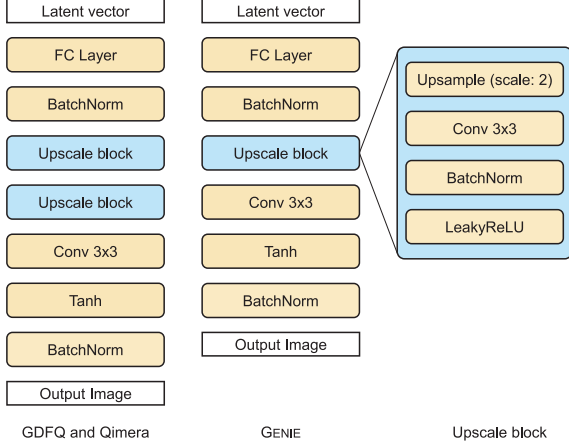 Latent vector
FC Layer
BatchNorm
Upscale block
Upscale block
Conv 3x3
Tanh
BatchNorm
Output Image
GDFQ and Qimera
Latent vector
FC Layer
BatchNorm
Upscale block
Conv 3x3
Tanh
BatchNorm
Output Image
GENIE
Upsample (scale: 2)
Conv 3x3
BatchNorm
LeakyReLU
Upscale block